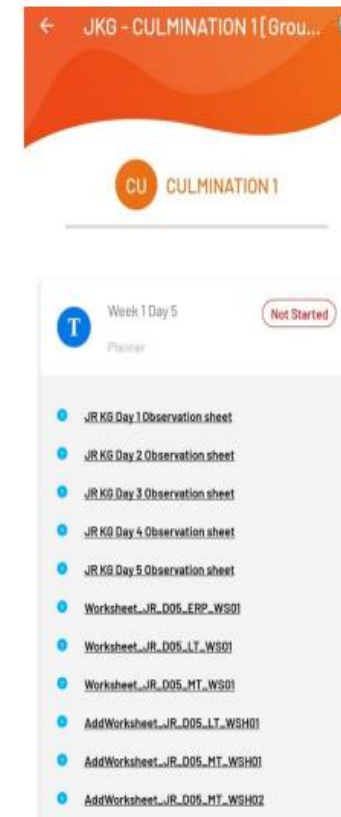 JKG - CULMINATION 1 [Grou...
CU CULMINATION 1
Week 1 Day 5
Not Started
T
Planner
JR KG Day 1 Observation sheet
JR KG Day 2 Observation sheet
JR KG Day 3 Observation sheet
JR KG Day 4 Observation sheet
JR KG Day 5 Observation sheet
Worksheet_JR_D05_ERP_WS01
Worksheet_JR_D05_LT_WS01
Worksheet_JR_D05_MT_WS01
AddWorksheet_JR_D05_LT_WSH01
AddWorksheet_JR_D05_MT_WSH01
AddWorksheet_JR_D05_MT_WSH02